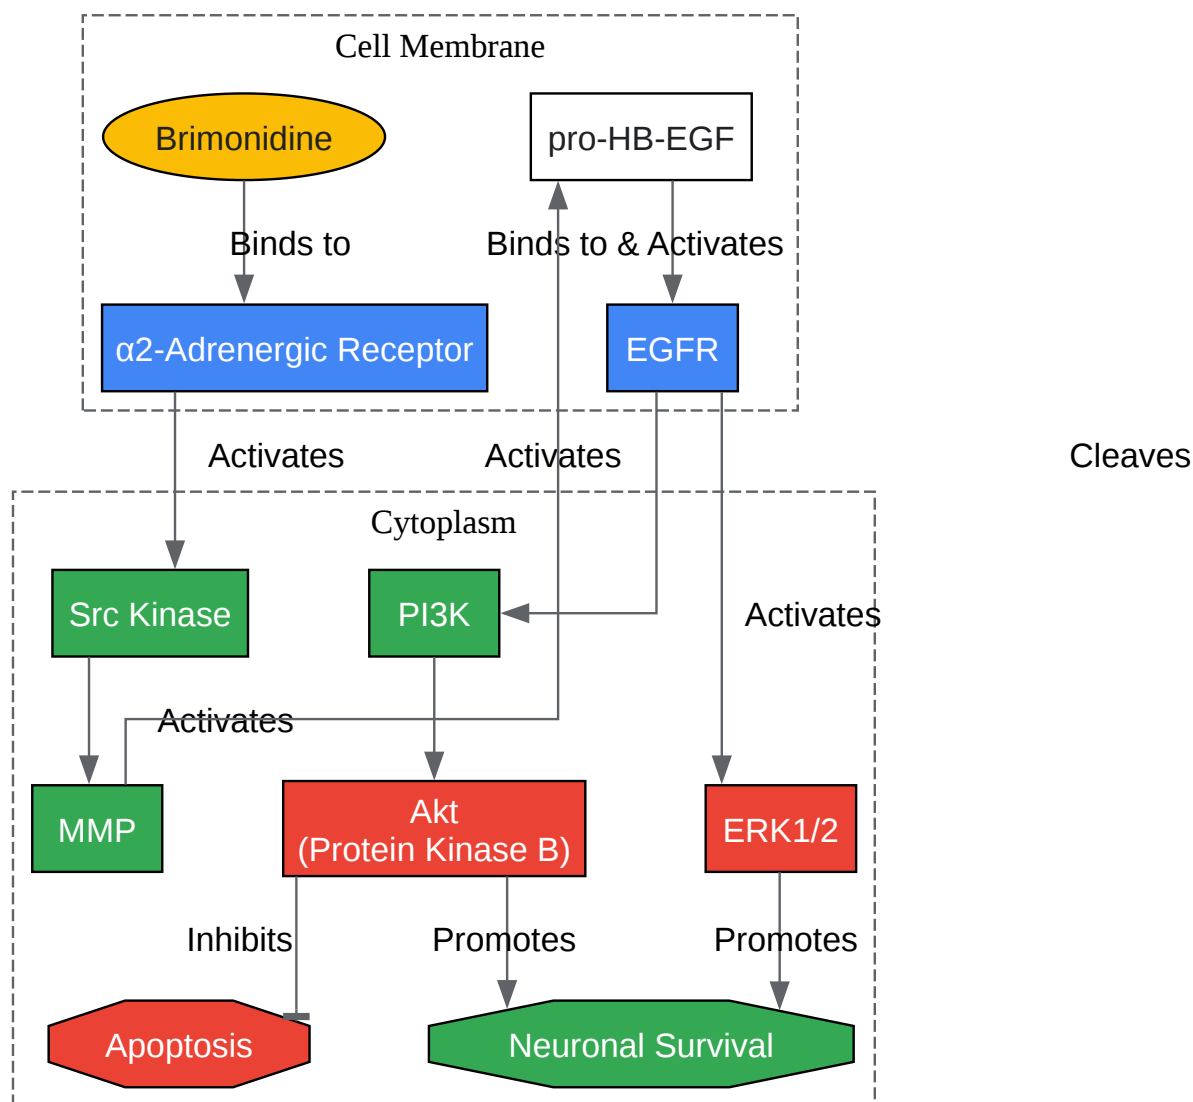 Cell Membrane
Brimonidine
pro-HB-EGF
Binds to
Binds to & Activates
α2-Adrenergic Receptor
EGFR
Activates
Activates
Cleaves
Cytoplasm
Src Kinase
PI3K
Activates
Activates
MMP
Akt
(Protein Kinase B)
ERK1/2
Inhibits
Promotes
Promotes
Apoptosis
Neuronal Survival